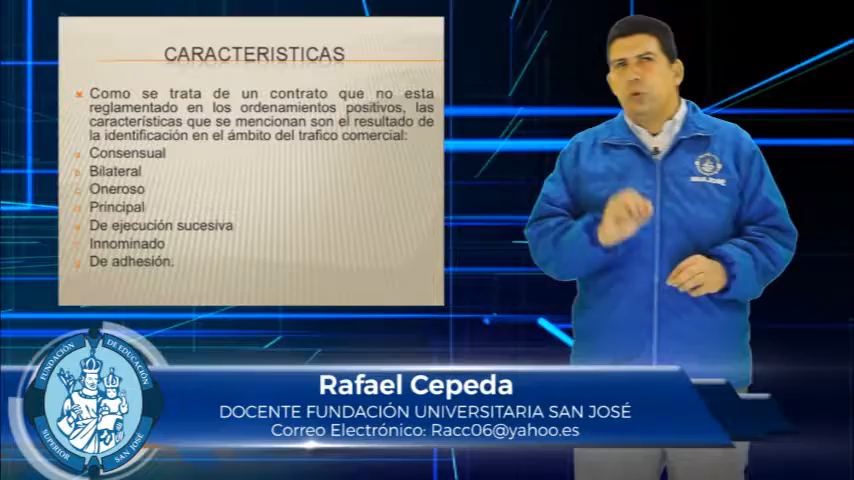 CARACTERISTICAS
Como se trata de un contrato que no esta
reglamentado en los ordenamientos positivos, las
características que se mencionan son el resultado de
la identificación en el ámbito del trafico comercial:
Consensual
Bilateral
Oneroso
Principal
De ejecución sucesiva
Innominado
De adhesión.
SAN JOSÉ
FUNDACIÓN
DE EDUCACIÓN
SUPERIOR
SAN JOSÉ
Rafael Cepeda
DOCENTE FUNDACIÓN UNIVERSITARIA SAN JOSÉ
Correo Electrónico: Racc06@yahoo.es